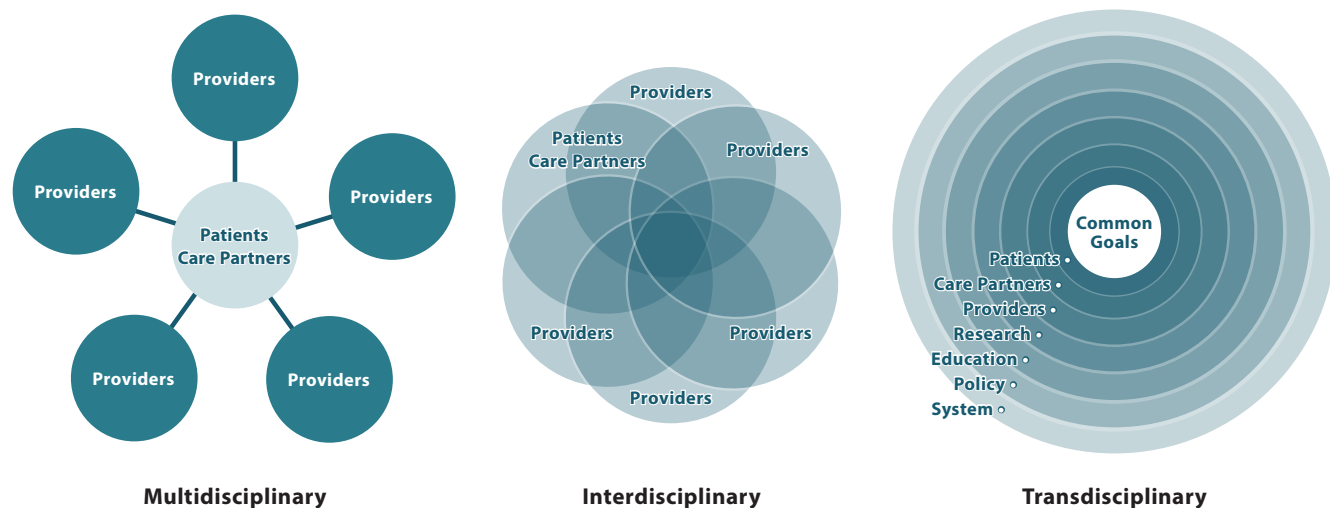 Providers
Providers
Providers
Patients
Care Partners
Providers
Providers
Multidisciplinary
Providers
Patients
Care Partners
Providers
Providers
Providers
Providers
Interdisciplinary
Common
Goals
Patients
Care Partners
Providers
Research
Education
Policy
System
Transdisciplinary